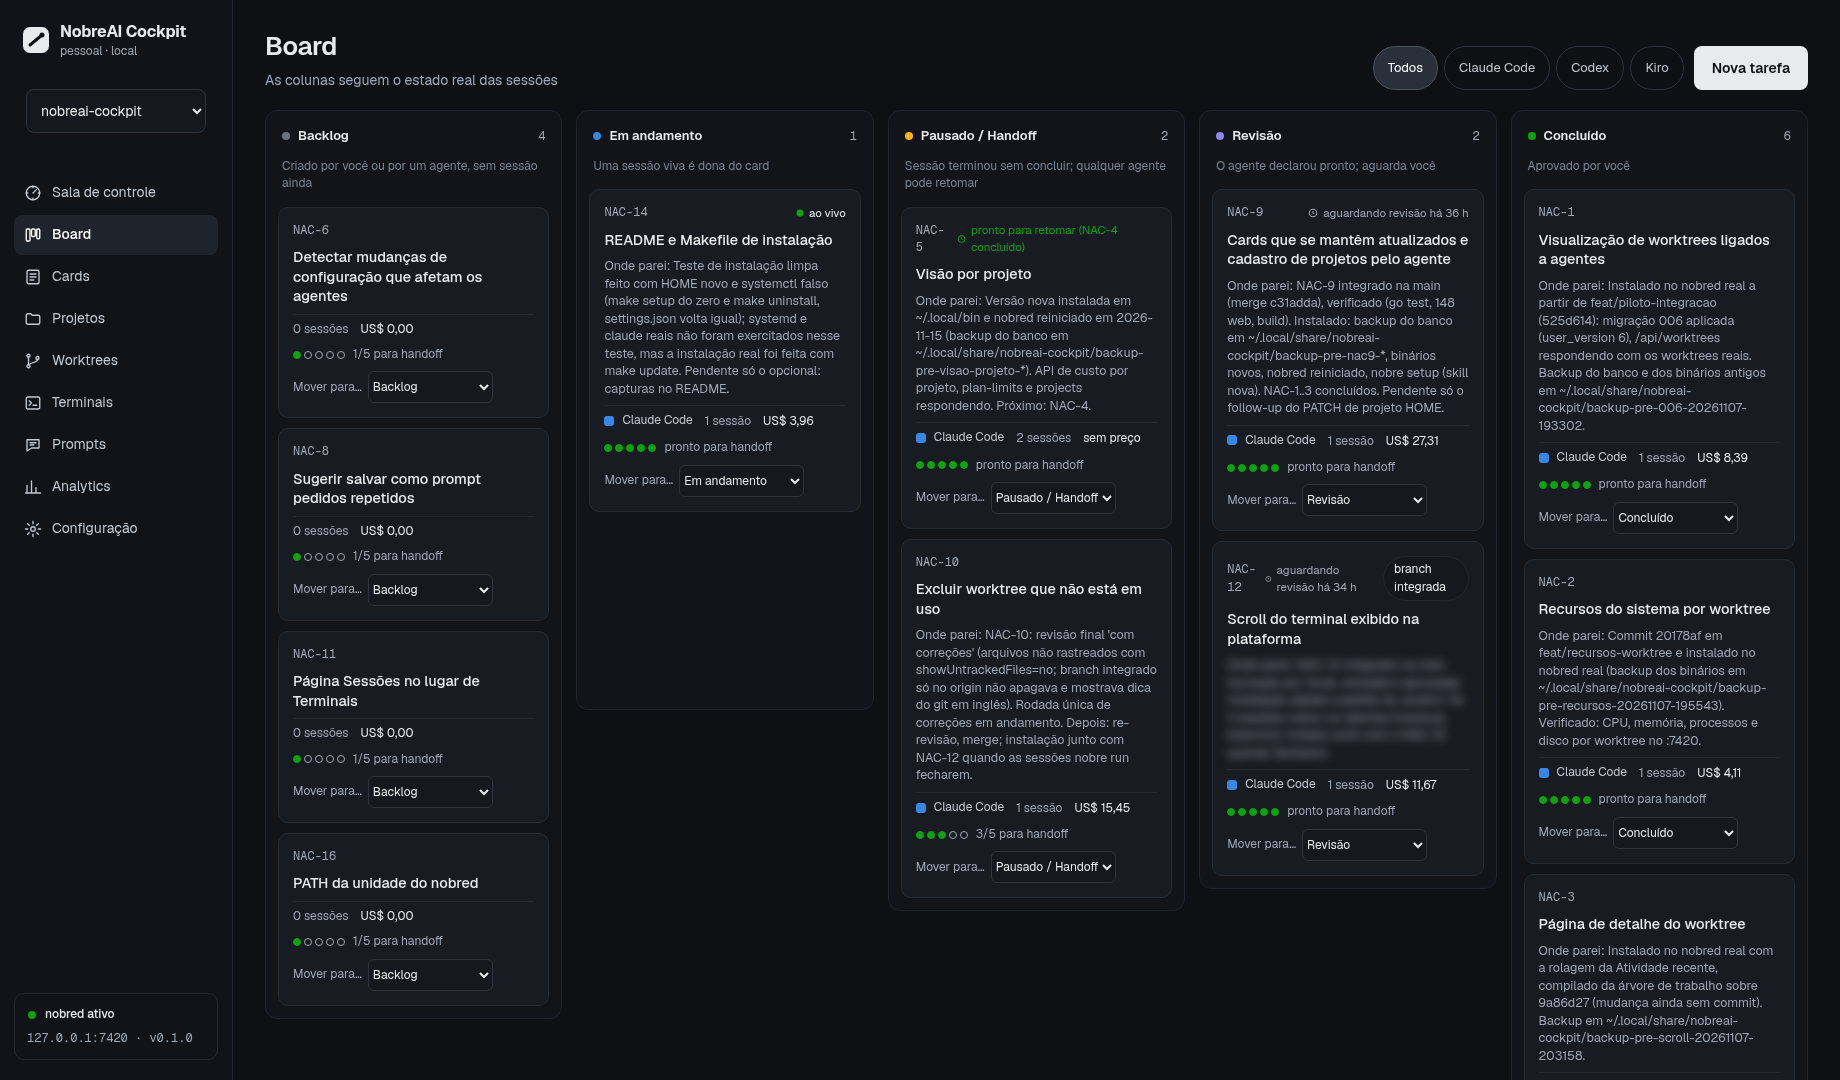 NobreAI Cockpit
pessoal · local
nobreai-cockpit
Sala de controle
Board
Cards
Projetos
Worktrees
Terminais
Prompts
Analytics
Configuração
nobred ativo
127.0.0.1:7420 · v0.1.0
Board
As colunas seguem o estado real das sessões
Todos
Claude Code
Codex
Kiro
Nova tarefa
Backlog 4
Criado por você ou por um agente, sem sessão
ainda
NAC-6
Detectar mudanças de
configuração que afetam os
agentes
0 sessões US$ 0,00
1/5 para handoff
Mover para... Backlog
NAC-8
Sugerir salvar como prompt
pedidos repetidos
0 sessões US$ 0,00
1/5 para handoff
Mover para... Backlog
NAC-11
Página Sessões no lugar de
Terminais
0 sessões US$ 0,00
1/5 para handoff
Mover para... Backlog
NAC-16
PATH da unidade do nobred
0 sessões US$ 0,00
1/5 para handoff
Mover para... Backlog
Em andamento 1
Uma sessão viva é dona do card
NAC-14 ao vivo
README e Makefile de instalação
Onde parei: Teste de instalação limpa
feito com HOME novo e systemctl falso
(make setup do zero e make uninstall,
settings.json volta igual); systemd e
claude reais não foram exercitados nesse
teste, mas a instalação real foi feita com
make update. Pendente só o opcional:
capturas no README.
Claude Code 1 sessão US$ 3,96
pronto para handoff
Mover para... Em andamento
Pausado / Handoff 2
Sessão terminou sem concluir; qualquer agente
pode retomar
NAC-
5
pronto para retomar (NAC-4
concluído)
Visão por projeto
Onde parei: Versão nova instalada em
~/.local/bin e nobred reiniciado em 2026-
11-15 (backup do banco em
~/.local/share/nobreai-cockpit/backup-
pre-visao-projeto-*). API de custo por
projeto, plan-limits e projects
respondendo. Próximo: NAC-4.
Claude Code 2 sessões sem preço
pronto para handoff
Mover para... Pausado / Handoff
NAC-10
Excluir worktree que não está em
uso
Onde parei: NAC-10: revisão final 'com
correções' (arquivos não rastreados com
showUntrackedFiles=no; branch integrado
só no origin não apagava e mostrava dica
do git em inglês). Rodada única de
correções em andamento. Depois: re-
revisão, merge; instalação junto com
NAC-12 quando as sessões nobre run
fecharem.
Claude Code 1 sessão US$ 15,45
3/5 para handoff
Mover para... Pausado / Handoff
Revisão 2
O agente declarou pronto; aguarda você
NAC-9 aguardando revisão há 36 h
Cards que se mantêm atualizados e
cadastro de projetos pelo agente
Onde parei: NAC-9 integrado na main
(merge c31adda), verificado (go test, 148
web, build). Instalado: backup do banco
em ~/.local/share/nobreai-
cockpit/backup-pre-nac9-*, binários
novos, nobred reiniciado, nobre setup (skill
nova). NAC-1..3 concluídos. Pendente só o
follow-up do PATCH de projeto HOME.
Claude Code 1 sessão US$ 27,31
pronto para handoff
Mover para... Revisão
NAC-
12
aguardando
revisão há 34 h
branch
integrada
Scroll do terminal exibido na
plataforma
Claude Code 1 sessão US$ 11,67
pronto para handoff
Mover para... Revisão
Concluído 6
Aprovado por você
NAC-1
Visualização de worktrees ligados
a agentes
Onde parei: Instalado no nobred real a
partir de feat/piloto-integracao
(525d614): migração 006 aplicada
(user_version 6), /api/worktrees
respondendo com os worktrees reais.
Backup do banco e dos binários antigos
em ~/.local/share/nobreai-
cockpit/backup-pre-006-20261107-
193302.
Claude Code 1 sessão US$ 8,39
pronto para handoff
Mover para... Concluído
NAC-2
Recursos do sistema por worktree
Onde parei: Commit 20178af em
feat/recursos-worktree e instalado no
nobred real (backup dos binários em
~/.local/share/nobreai-cockpit/backup-
pre-recursos-20261107-195543).
Verificado: CPU, memória, processos e
disco por worktree no :7420.
Claude Code 1 sessão US$ 4,11
pronto para handoff
Mover para... Concluído
NAC-3
Página de detalhe do worktree
Onde parei: Instalado no nobred real com
a rolagem da Atividade recente,
compilado da árvore de trabalho sobre
9a86d27 (mudança ainda sem commit).
Backup em ~/.local/share/nobreai-
cockpit/backup-pre-scroll-20261107-
203158.